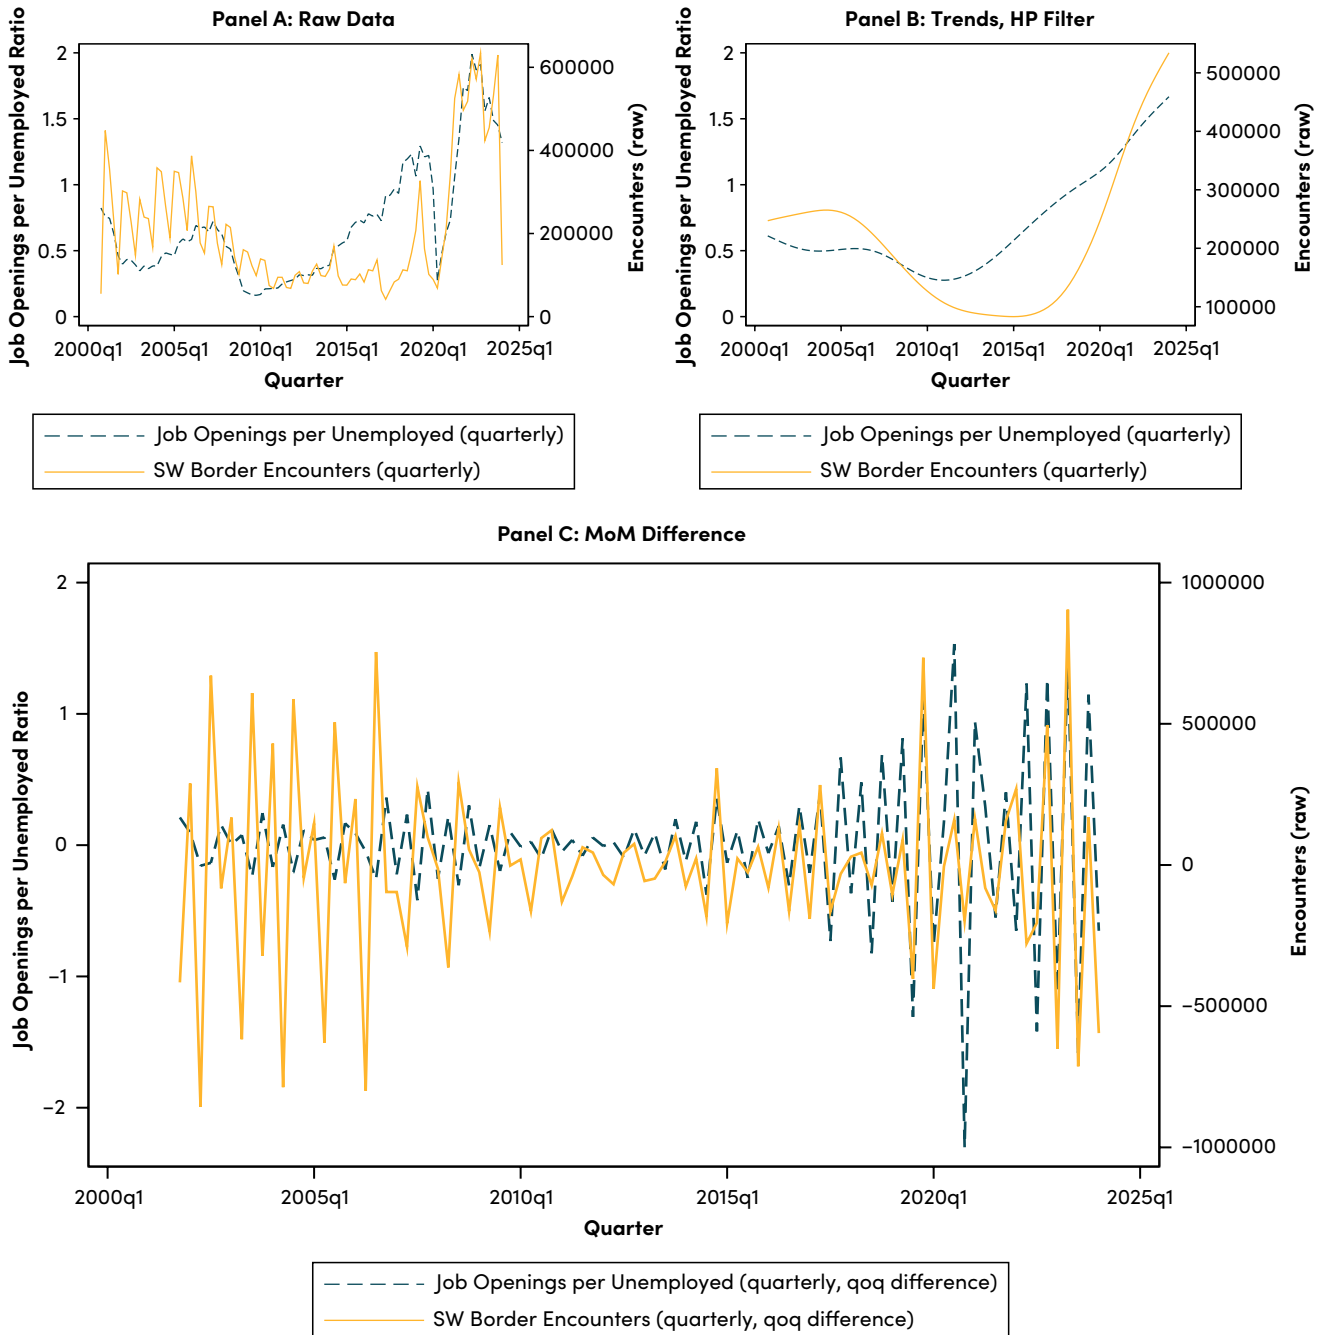 Panel A: Raw Data
Job Openings per Unemployed Ratio
2
1.5
1
0.5
0
600000
400000
200000
0
Encounters (raw)
2000q1 2005q1 2010q1 2015q1 2020q1 2025q1
Quarter
Job Openings per Unemployed (quarterly)
SW Border Encounters (quarterly)
Panel B: Trends, HP Filter
Job Openings per Unemployed Ratio
2
1.5
1
0.5
0
500000
400000
300000
200000
100000
Encounters (raw)
2000q1 2005q1 2010q1 2015q1 2020q1 2025q1
Quarter
Job Openings per Unemployed (quarterly)
SW Border Encounters (quarterly)
Panel C: MoM Difference
Job Openings per Unemployed Ratio
2
1
0
−1
−2
1000000
500000
0
−500000
−1000000
Encounters (raw)
2000q1 2005q1 2010q1 2015q1 2020q1 2025q1
Quarter
Job Openings per Unemployed (quarterly, qoq difference)
SW Border Encounters (quarterly, qoq difference)